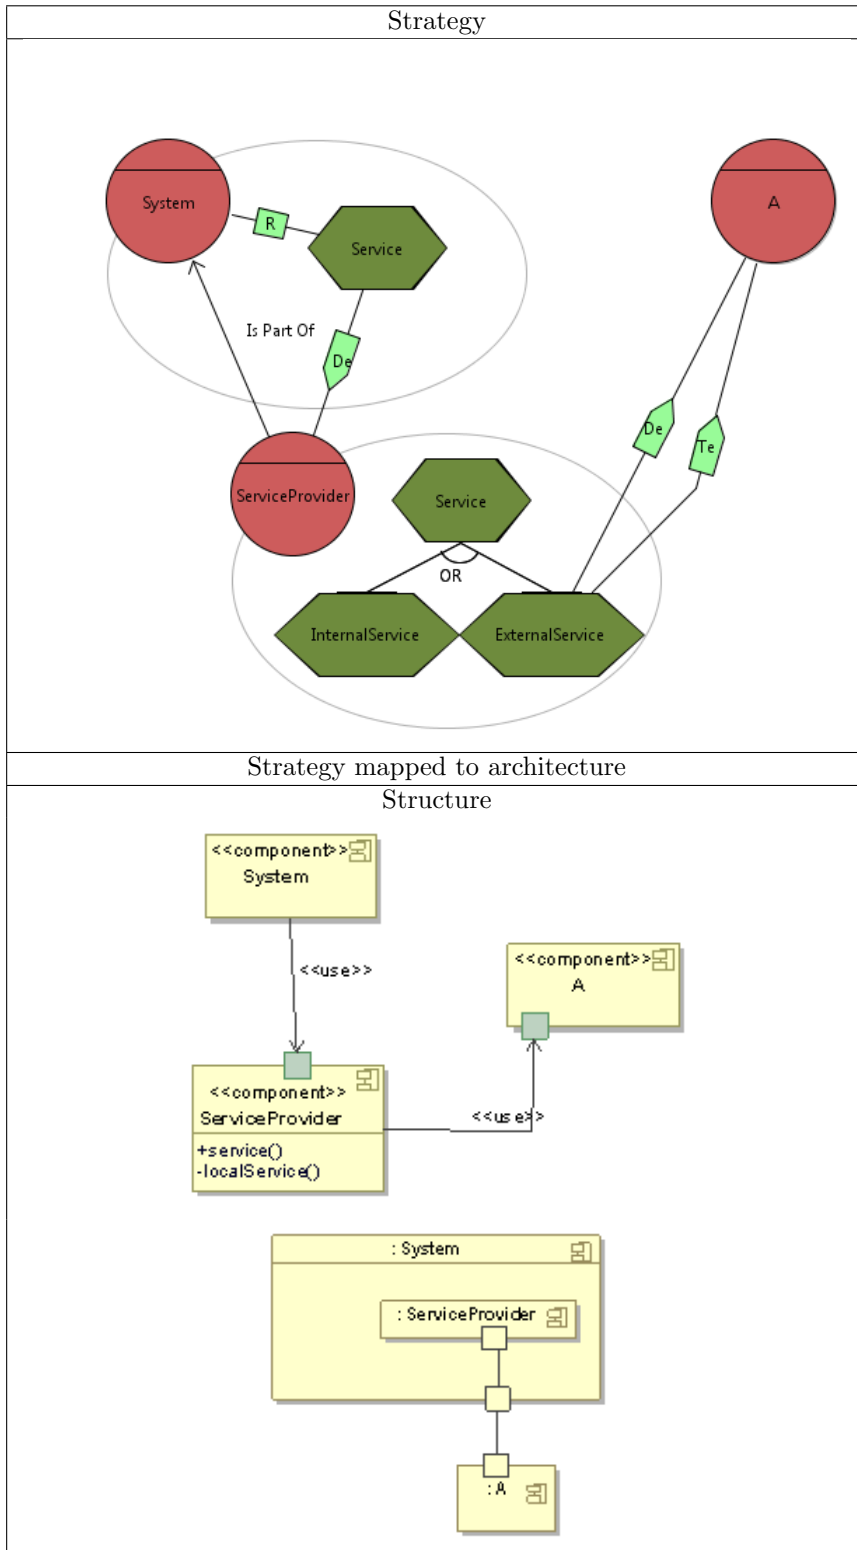 Strategy
System
A
R
Service
Is Part Of
De
De
Te
ServiceProvider
Service
OR
InternalService
ExternalService
Strategy mapped to architecture
Structure
<<component>>
System
<<use>>
<<component>>
A
<<component>>
ServiceProvider
<<use>>
+service()
-localService()
: System
: ServiceProvider
: A